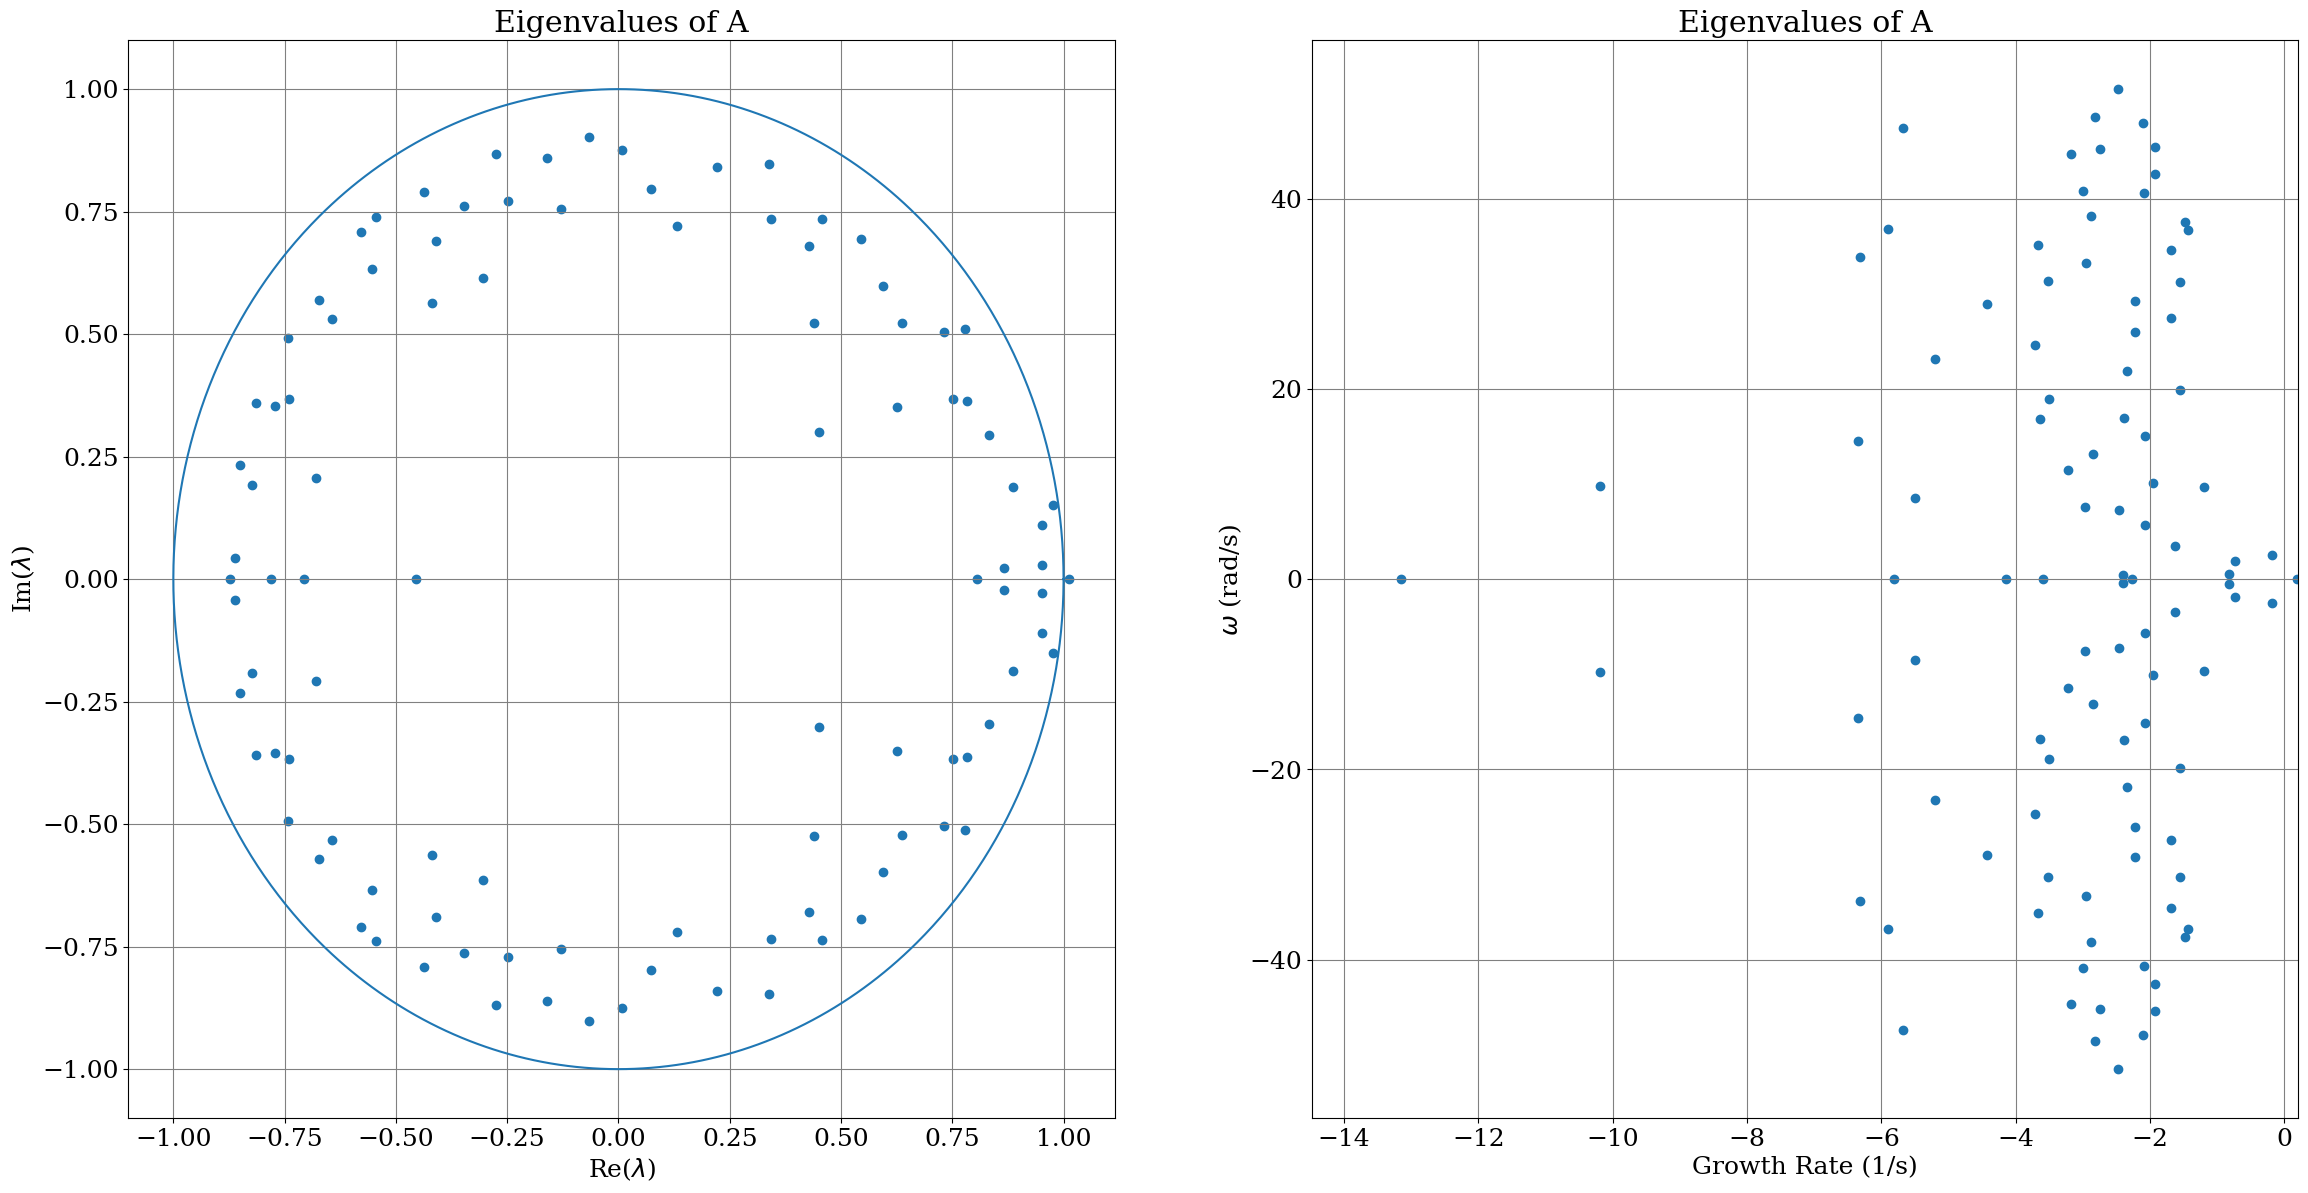 Eigenvalues of A
1.00
0.75
0.50
0.25
0.00
−0.25
−0.50
−0.75
−1.00
Im(λ)
−1.00 −0.75 −0.50 −0.25 0.00 0.25 0.50 0.75 1.00
Re(λ)
Eigenvalues of A
40
20
0
−20
−40
ω (rad/s)
−14 −12 −10 −8 −6 −4 −2 0
Growth Rate (1/s)